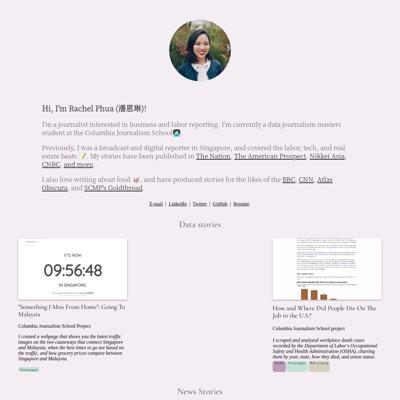 Hi, I'm Rachel Phua (潘恩琳)!
I'm a journalist interested in business and labor reporting. I'm currently a data journalism masters
student at the Columbia Journalism School
Previously, I was a broadcast and digital reporter in Singapore, and covered the labor, tech, and real
estate beats. My stories have been published in The Nation, The American Prospect, Nikkei Asia,
CNBC, and more.
I also love writing about food, and have produced stories for the likes of the BBC, CNN, Atlas
Obscura, and SCMP's Goldthread.
E-mail | LinkedIn | Twitter | GitHub | Resume
Data stories
IT'S NOW
09:56:48
IN SINGAPORE.
"Something I Miss From Home": Going To
Malaysia
Columbia Journalism School Project
I created a webpage that shows you the latest traffic
images on the two causeways that connect Singapore
and Malaysia, when the best times to go are based on
the traffic, and how grocery prices compare between
Singapore and Malaysia.
How and Where Did People Die On The
Job in the U.S.?
Columbia Journalism School project
I scraped and analyzed workplace death cases
recorded by the Department of Labor's Occupational
Safety and Health Administration (OSHA), charting
them by year, state, how they died, and union status.
News Stories